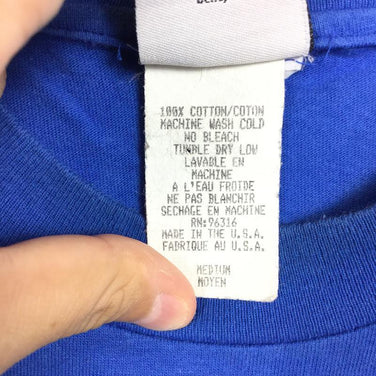 100% COTTON/COTON
MACHINE WASH COLD
NO BLEACH
TUMBLE DRY LOW
LAVABLE EN
MACHINE
A L'EAU FROIDE
NE PAS BLANCHIR
SECHAGE EN MACHINE
RN:96316
MADE IN THE U.S.A.
FABRIQUE AU U.S.A.
MEDIUM
MOYEN